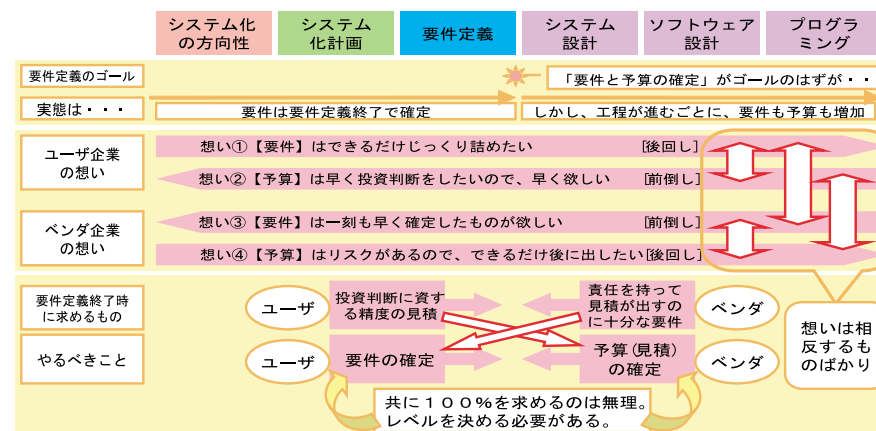 システム化
の方向性
システム
化計画
要件定義
システム
設計
ソフトウェア
設計
プログラ
ミング
要件定義のゴール
「要件と予算の確定」がゴールのはずが・・
実態は・・・
要件は要件定義終了で確定
しかし、工程が進むごとに、要件も予算も増加
ユーザ企業
の想い
想い①【要件】はできるだけじっくり詰めたい [後回し]
想い②【予算】は早く投資判断をしたいので、早く欲しい [前倒し]
ベンダ企業
の想い
想い③【要件】は一刻も早く確定したものが欲しい [前倒し]
想い④【予算】はリスクがあるので、できるだけ後に出したい[後回し]
要件定義終了時
に求めるもの
ユーザ
投資判断に資す
る精度の見積
責任を持って
見積が出すの
に十分な要件
ベンダ
想いは相
反するも
のばかり
やるべきこと
ユーザ
要件の確定
予算(見積)
の確定
ベンダ
共に１００%を求めるのは無理。
レベルを決める必要がある。